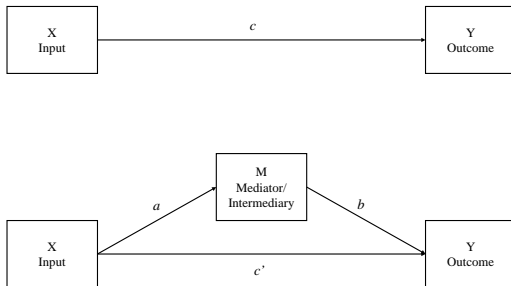 c
X
Input
Y
Outcome
M
Mediator/
Intermediary
a
b
X
Input
Y
Outcome
c'